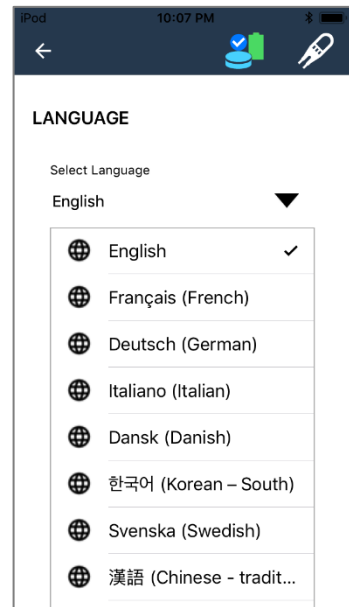 iPod 10:07 PM
LANGUAGE
Select Language
English
English
Français (French)
Deutsch (German)
Italiano (Italian)
Dansk (Danish)
한국어 (Korean – South)
Svenska (Swedish)
漢語 (Chinese - tradit...